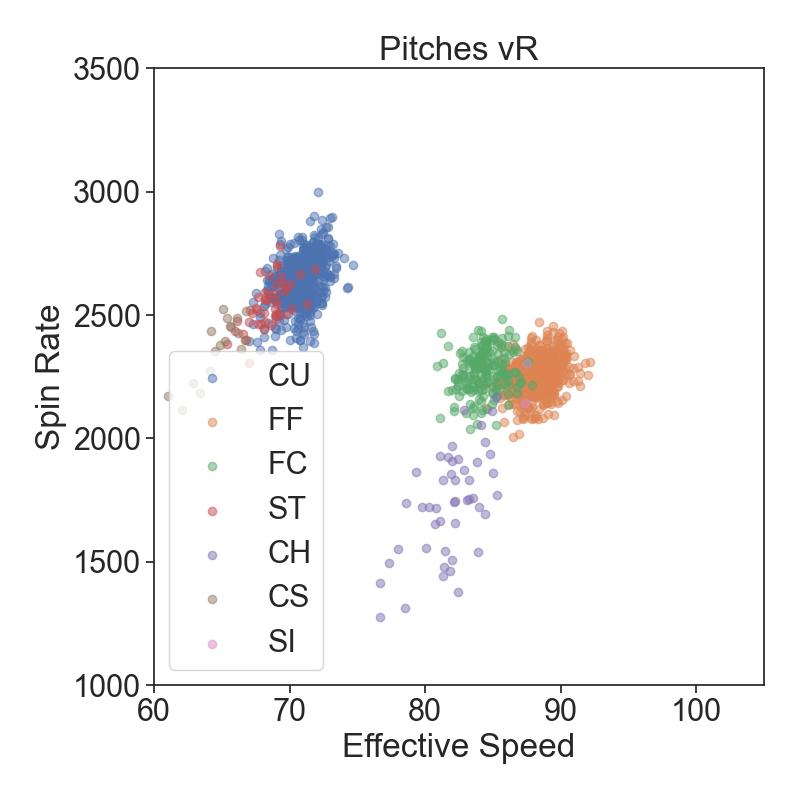 Pitches vR
3500
3000
2500
2000
1500
1000
Spin Rate
CU
FF
FC
ST
CH
CS
SI
60 70 80 90 100
Effective Speed